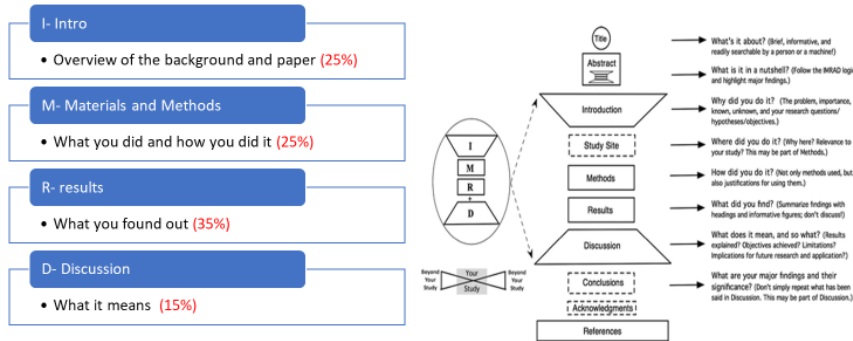 I- Intro
• Overview of the background and paper (25%)
M- Materials and Methods
• What you did and how you did it (25%)
R- results
• What you found out (35%)
D- Discussion
• What it means (15%)
I
M
R
+
D
Beyond
Your
Study
Your
Study
Beyond
Your
Study
Title
What's it about? (Brief, informative, and
readily searchable by a person or a machine!)
Abstract
What is it in a nutshell? (Follow the IMRAD logic
and highlight major findings.)
Introduction
Why did you do it? (The problem, importance,
known, unknown, and your research questions/
hypotheses/objectives.)
Study Site
Where did you do it? (Why here? Relevance to
your study? This may be part of Methods.)
Methods
How did you do it? (Not only methods used, but
also justifications for using them.)
Results
What did you find? (Summarize findings with
headings and informative figures; don't discuss!)
Discussion
What does it mean, and so what? (Results
explained? Objectives achieved? Limitations?
Implications for future research and application?)
Conclusions
What are your major findings and their
significance? (Don't simply repeat what has been
said in Discussion. This may be part of Discussion.)
Acknowledgments
References